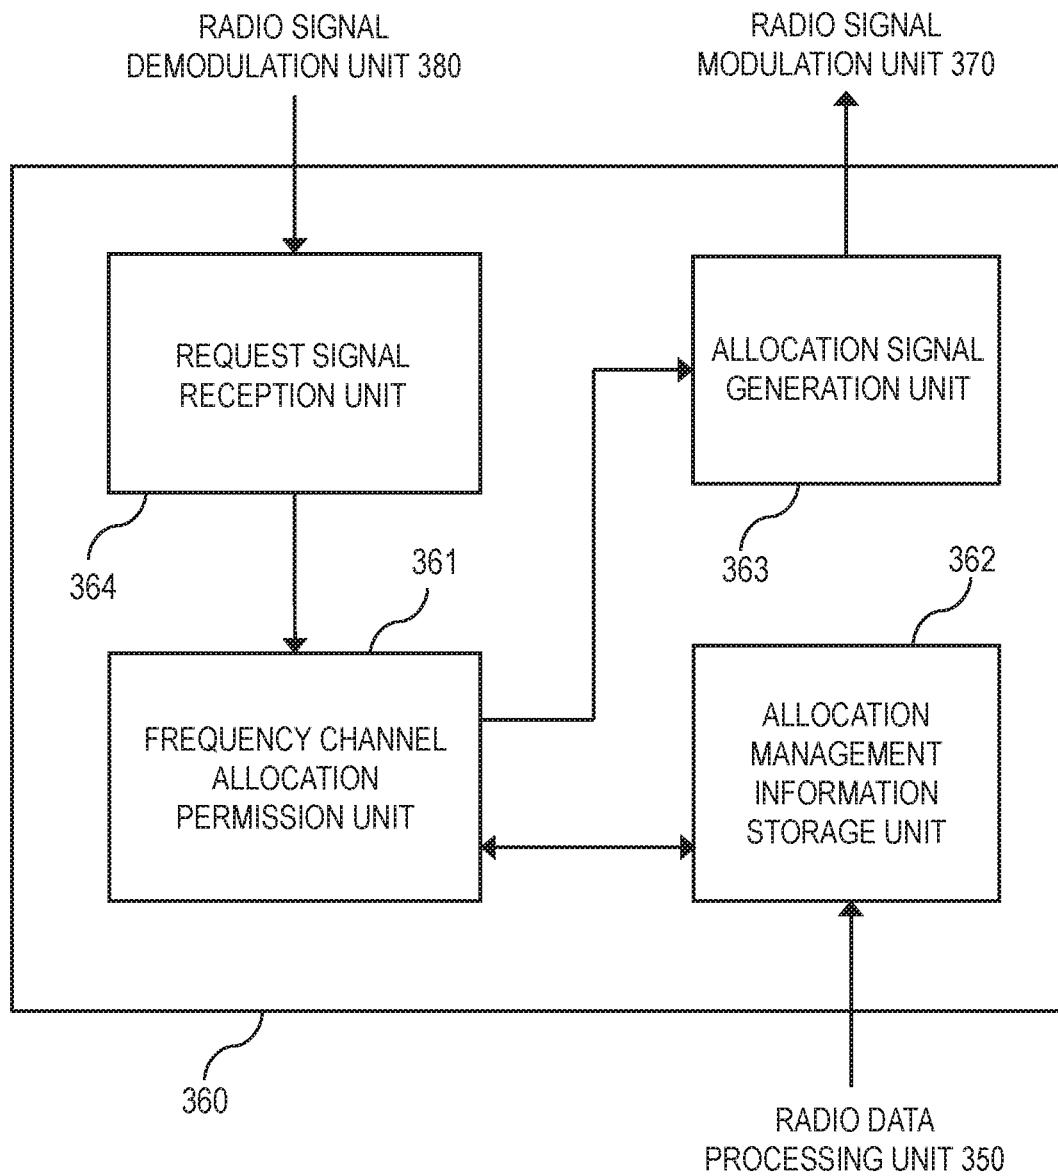 RADIO SIGNAL
DEMODULATION UNIT 380
RADIO SIGNAL
MODULATION UNIT 370
REQUEST SIGNAL
RECEPTION UNIT
ALLOCATION SIGNAL
GENERATION UNIT
364
361
363
362
FREQUENCY CHANNEL
ALLOCATION
PERMISSION UNIT
ALLOCATION
MANAGEMENT
INFORMATION
STORAGE UNIT
360
RADIO DATA
PROCESSING UNIT 350